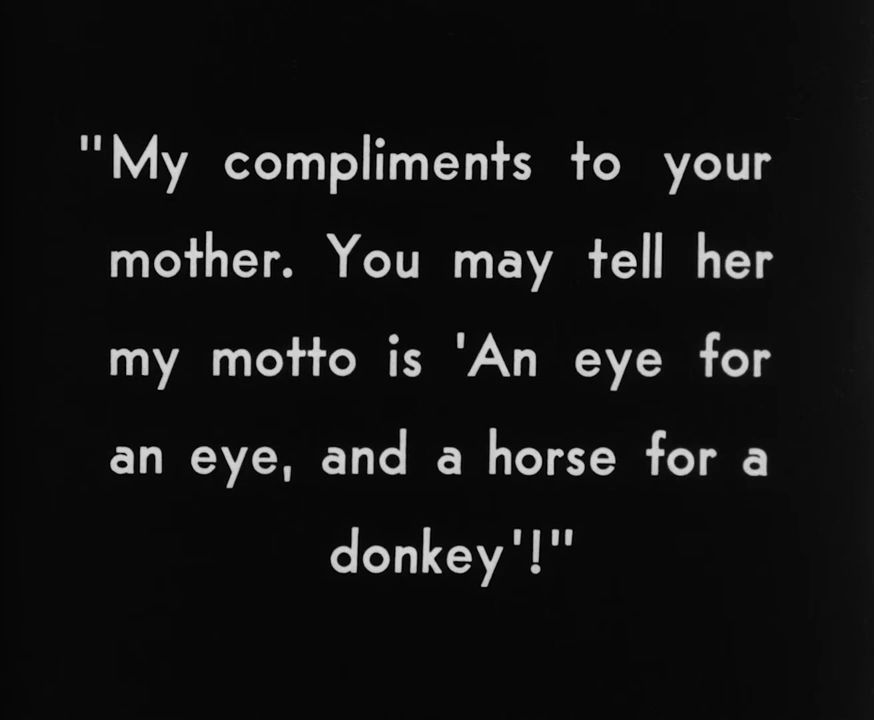 "My compliments to your
mother. You may tell her
my motto is 'An eye for
an eye, and a horse for a
donkey'!"